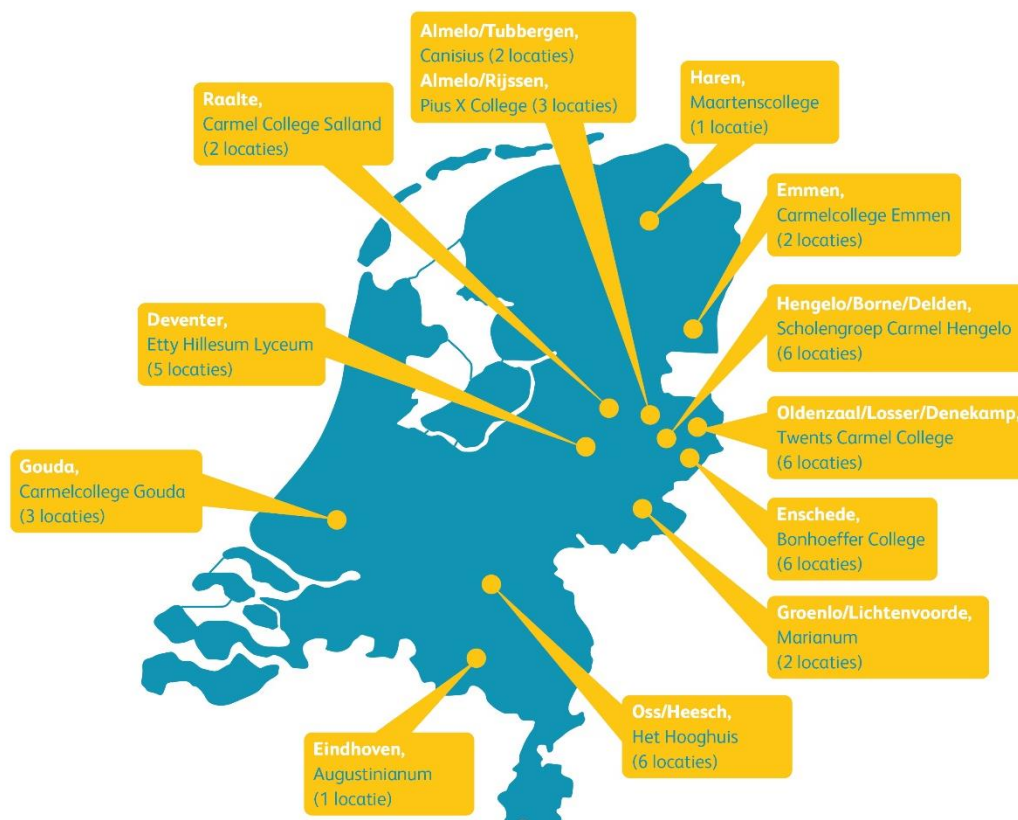 Almelo/Tubbergen,
Canisius (2 locaties)
Almelo/Rijssen,
Pius X College (3 locaties)
Haren,
Maartenscollege
(1 locatie)
Raalte,
Carmel College Salland
(2 locaties)
Emmen,
Carmelcollege Emmen
(2 locaties)
Hengelo/Borne/Delden,
Scholengroep Carmel Hengelo
(6 locaties)
Deventer,
Etty Hillesum Lyceum
(5 locaties)
Oldenzaal/Losser/Denekamp,
Twents Carmel College
(6 locaties)
Gouda,
Carmelcollege Gouda
(3 locaties)
Enschede,
Bonhoeffer College
(6 locaties)
Groenlo/Lichtenvoorde,
Marianum
(2 locaties)
Oss/Heesch,
Het Hooghuis
(6 locaties)
Eindhoven,
Augustinianum
(1 locatie)